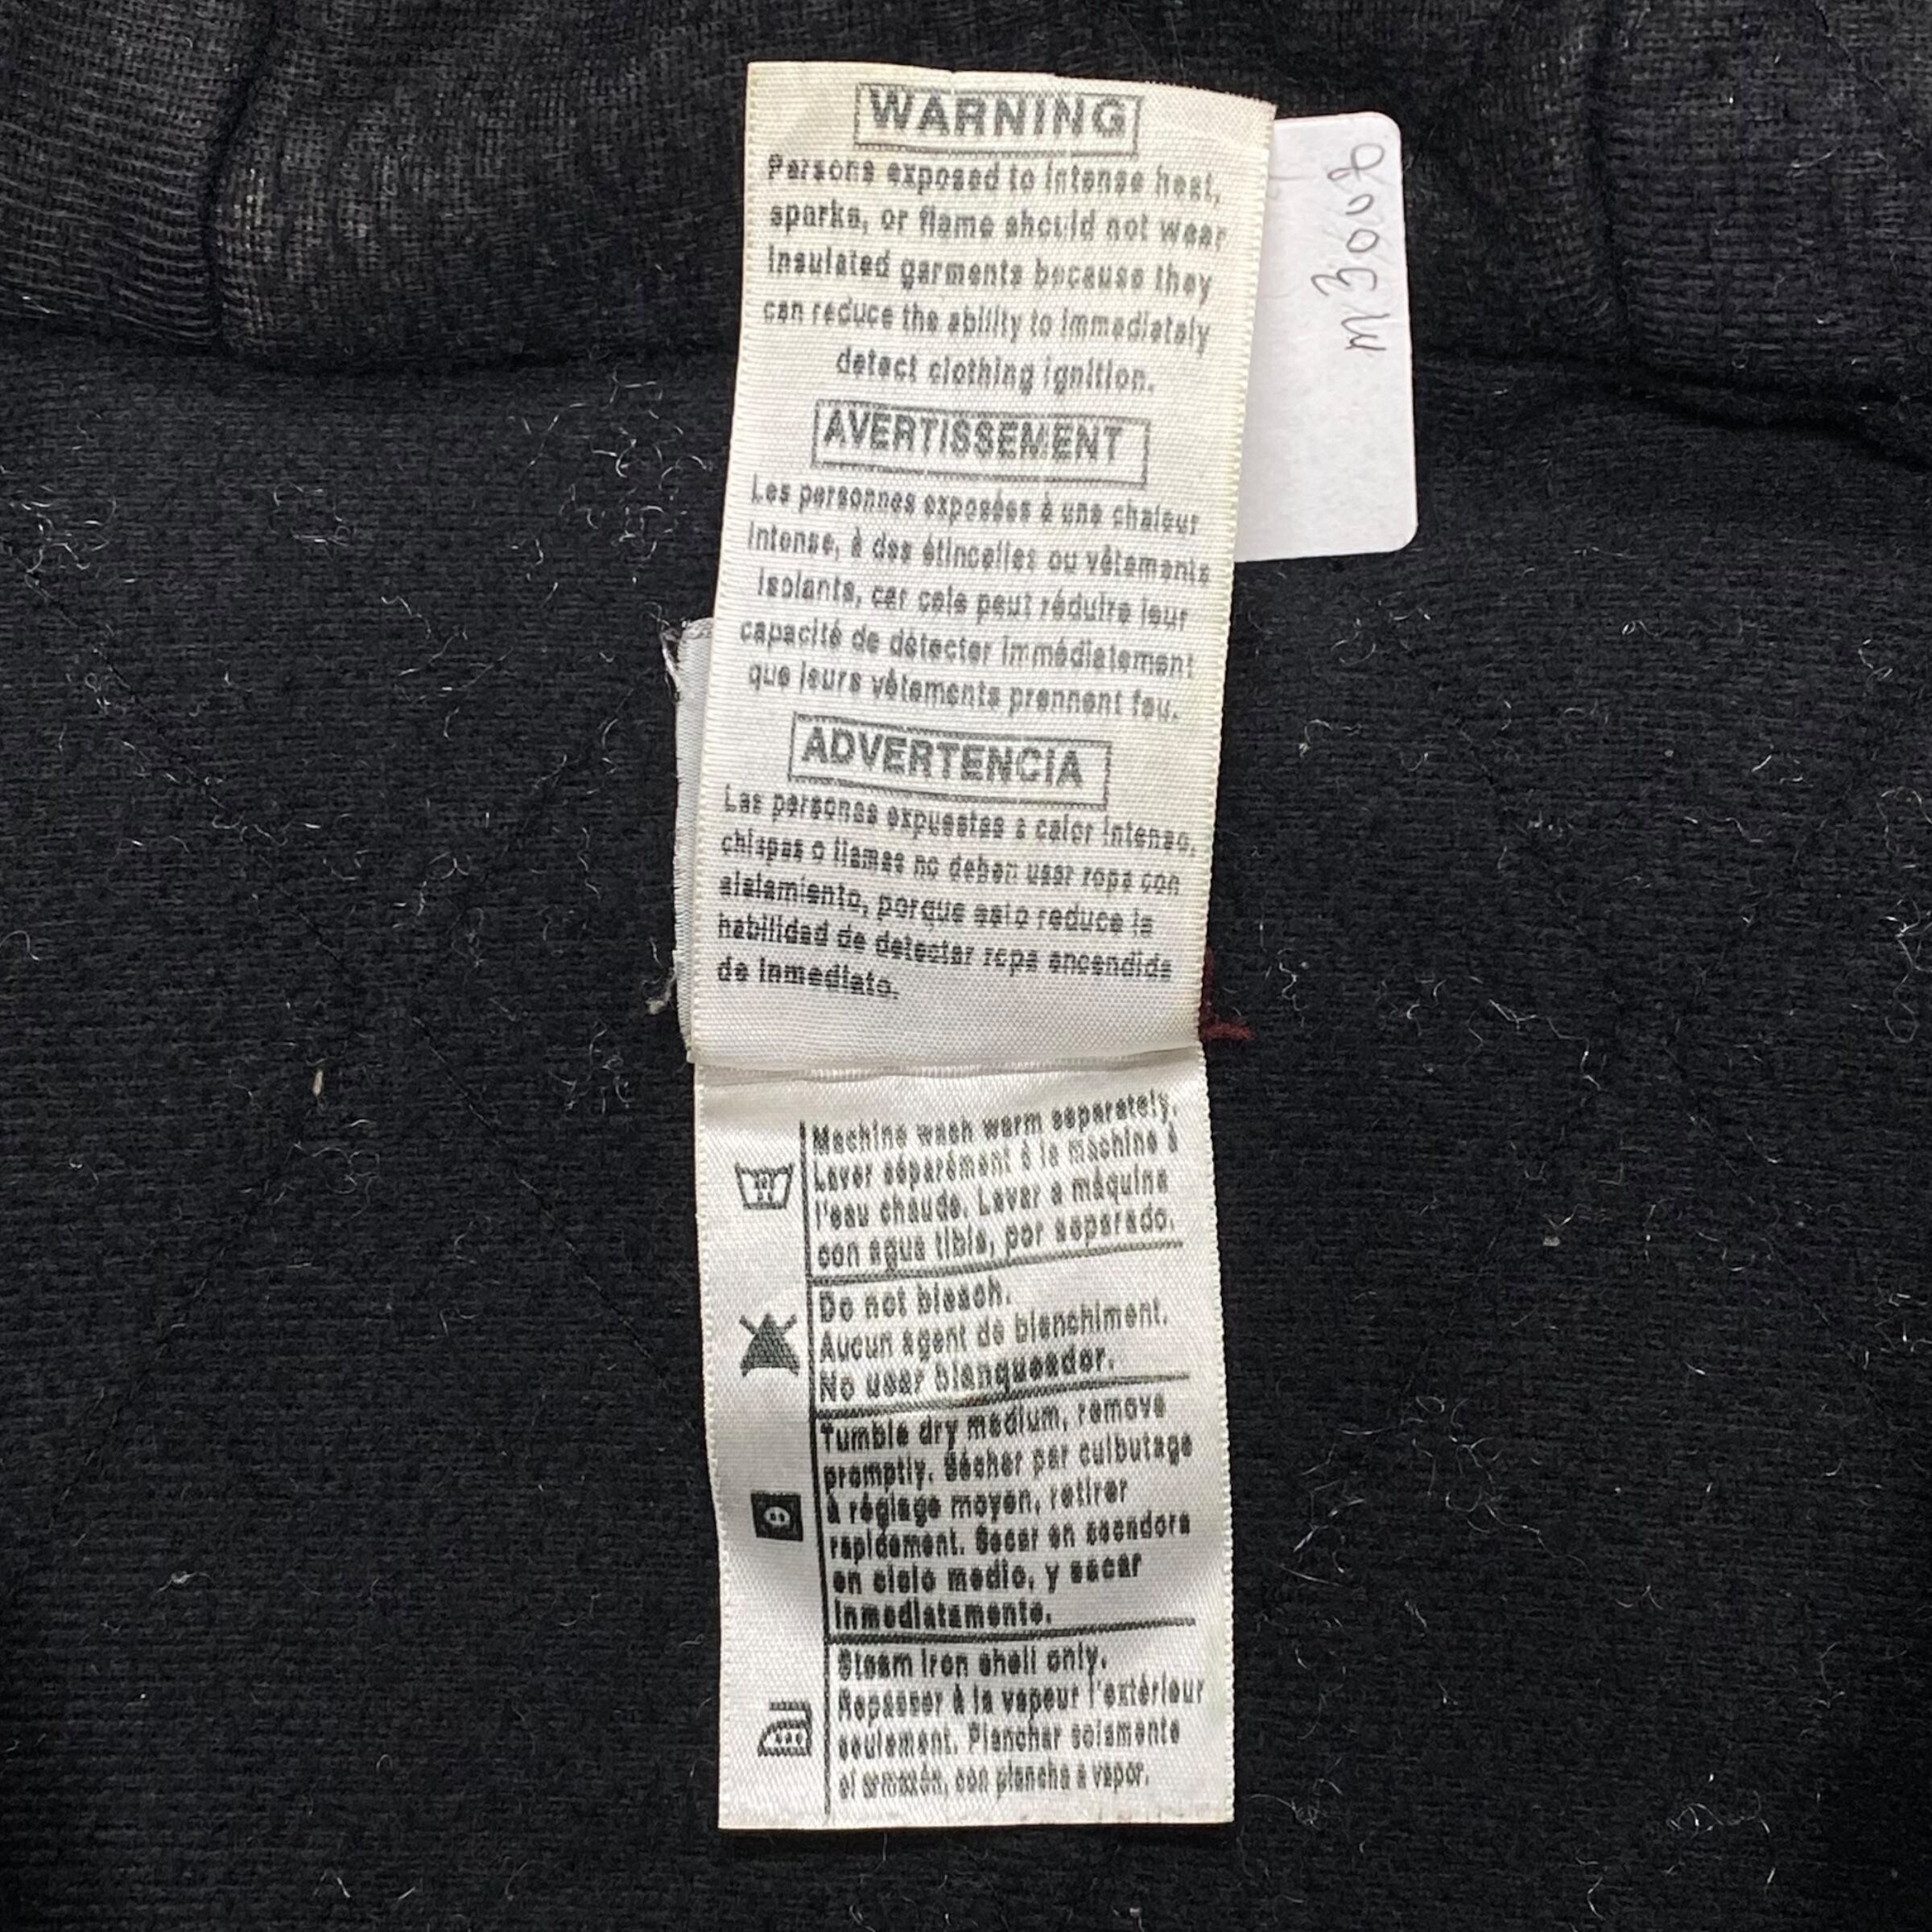 WARNING
Persons exposed to intense heat,
sparks, or flame should not wear
insulated garments because they
can reduce the ability to immediately
detect clothing ignition.
AVERTISSEMENT
Les personnes exposées à une chaleur
intense, à des étincelles ou vêtements
isolants, car cela peut réduire leur
capacité de détecter immédiatement
que leurs vêtements prennent feu.
ADVERTENCIA
Las personas expuestas a calor intenso,
chispas o llamas no deben usar ropa con
aislamiento, porque esto reduce la
habilidad de detectar ropa encendida
de inmediato.
Machine wash warm separately.
Laver séparément à la machine à
l'eau chaude. Lavar a máquina
con agua tibia, por separado.
Do not bleach.
Aucun agent de blanchiment.
No usar blanqueador.
Tumble dry medium, remove
promptly. Sécher par culbutage
à réglage moyen, retirer
rapidement. Secar en secadora
en ciclo medio, y sacar
inmediatamente.
Steam iron shell only.
Repasser à la vapeur l'extérieur
seulement. Planchar solamente
el armazón, con plancha a vapor.